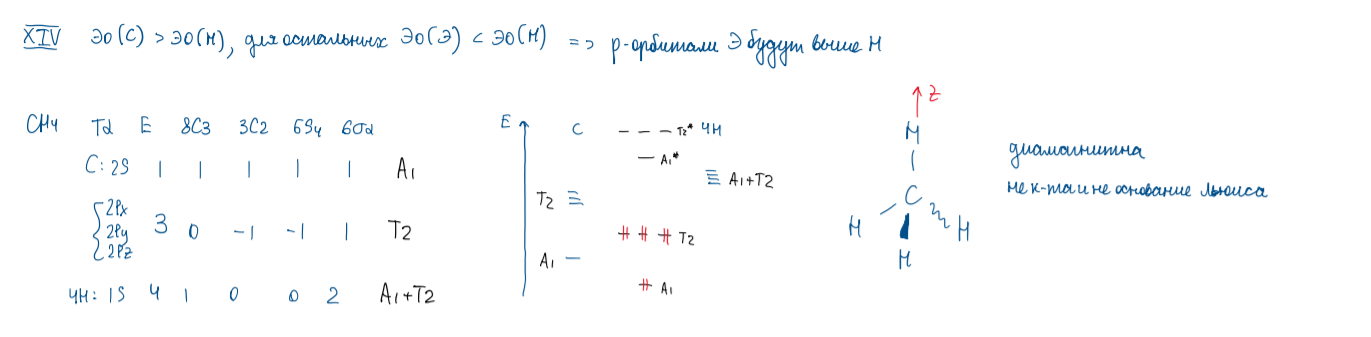 XIV ЭО(C) > ЭО(H), для остальных ЭО(Э) < ЭО(H) => p-орбитали Э будут выше H
CH4 Td E 8C3 3C2 6S4 6σd
C: 2S 1 1 1 1 1 A1
2Px
2Py 3 0 -1 -1 1 T2
2Pz
4H: 1S 4 1 0 0 2 A1+T2
E C T2* 4H
A1*
A1+T2
T2
T2
A1
A1
Z
H
C
H H
H
диамагнитна
не к-та и не основание Льюиса